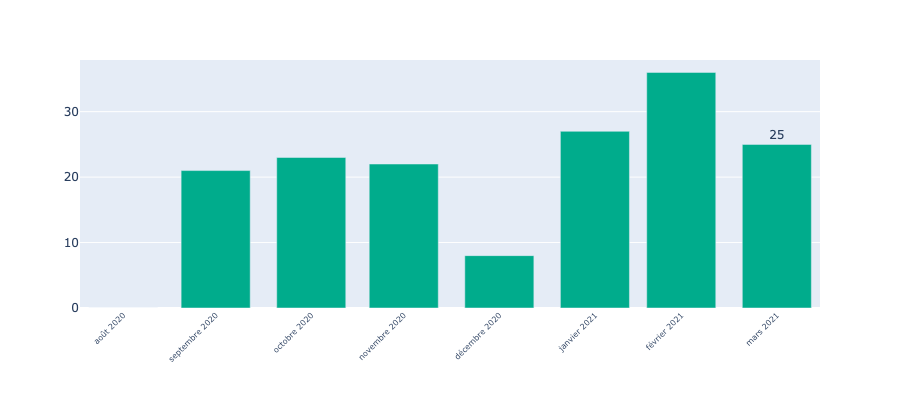 30
20
10
0
25
août 2020
septembre 2020
octobre 2020
novembre 2020
décembre 2020
janvier 2021
février 2021
mars 2021